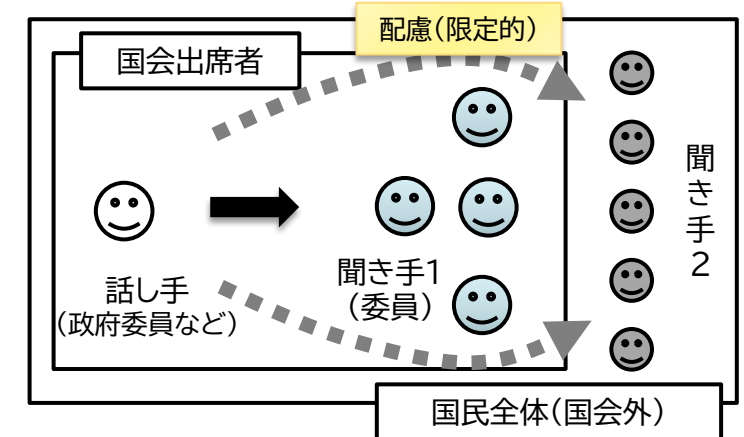 配慮(限定的)
国会出席者
話し手
(政府委員など)
聞き手1
(委員)
聞き手2
国民全体(国会外)